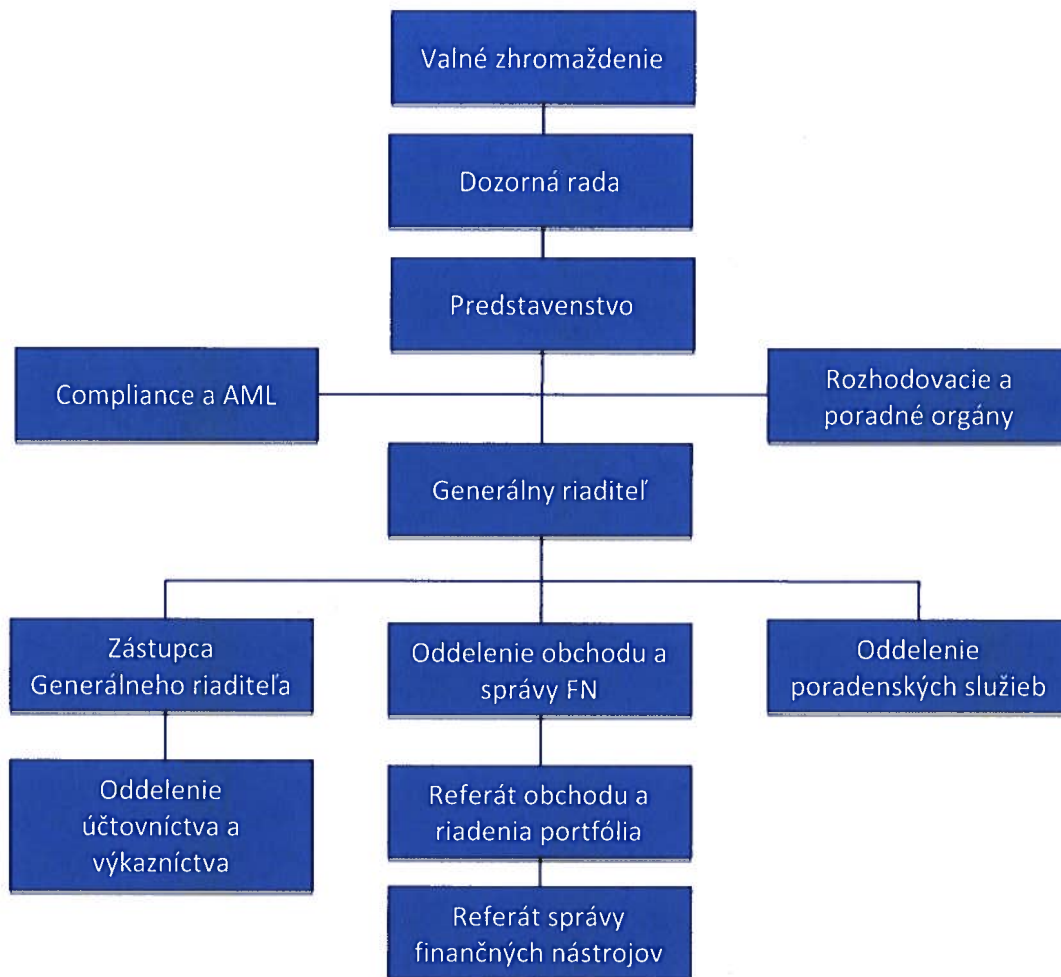 Valné zhromaždenie
Dozorná rada
Predstavenstvo
Compliance a AML
Rozhodovacie a
poradné orgány
Generálny riaditeľ
Zástupca
Generálneho riaditeľa
Oddelenie obchodu a
správy FN
Oddelenie
poradenských služieb
Oddelenie
účtovníctva a
výkazníctva
Referát obchodu a
riadenia portfólia
Referát správy
finančných nástrojov